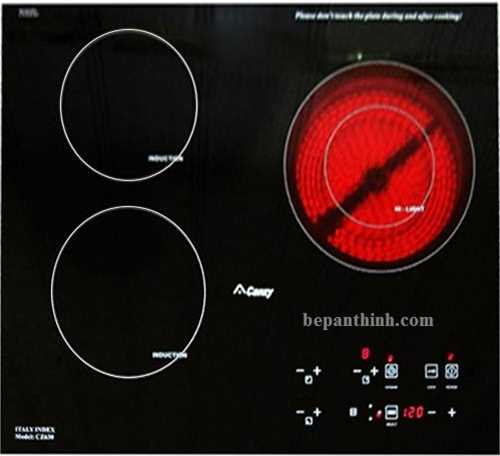 Please don't touch the plate during and after cooking!
INDUCTION
HI - LIGHT
INDUCTION
Canzy
bepanthinh.com
8
120
ITALY INDEX
Model: CZ630